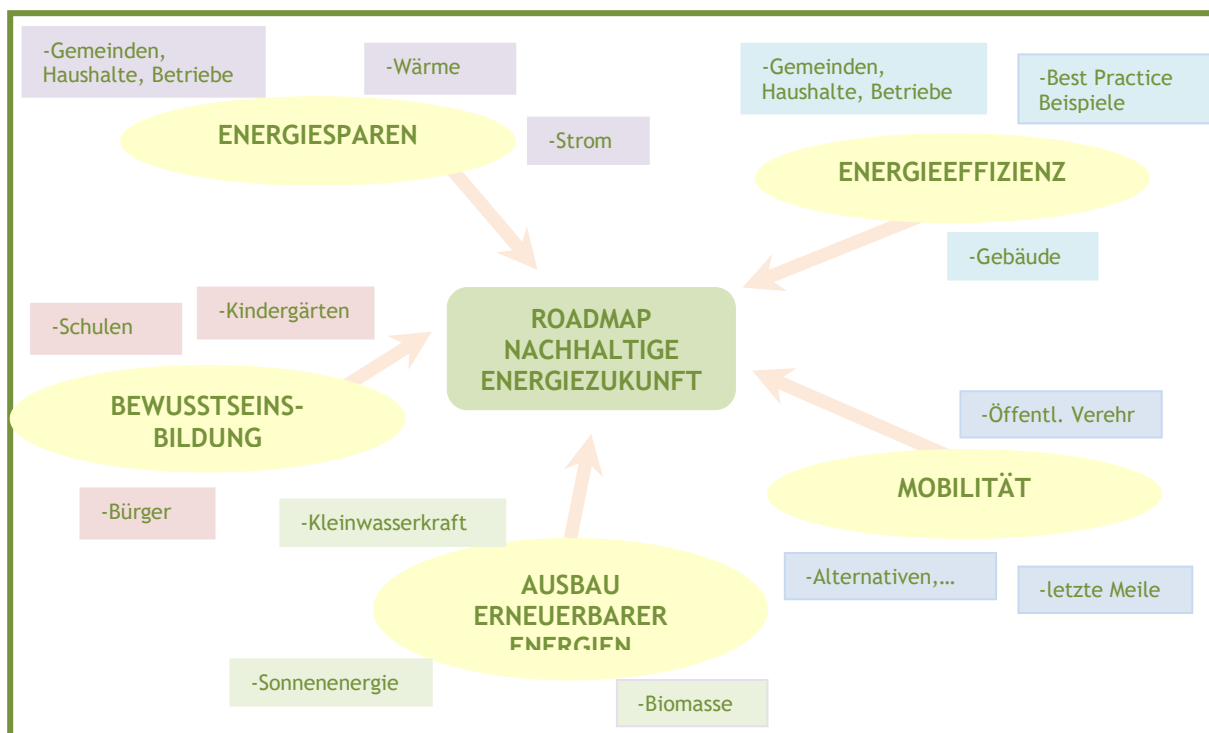 -Gemeinden,
Haushalte, Betriebe
-Wärme
ENERGIESPAREN
-Strom
-Gemeinden,
Haushalte, Betriebe
-Best Practice
Beispiele
ENERGIEEFFIZIENZ
-Gebäude
ROADMAP
NACHHALTIGE
ENERGIEZUKUNFT
-Schulen
-Kindergärten
BEWUSSTSEINS-
BILDUNG
-Bürger
-Öffentl. Verehr
MOBILITÄT
-Alternativen,…
-letzte Meile
-Kleinwasserkraft
AUSBAU
ERNEUERBARER
ENERGIEN
-Sonnenenergie
-Biomasse